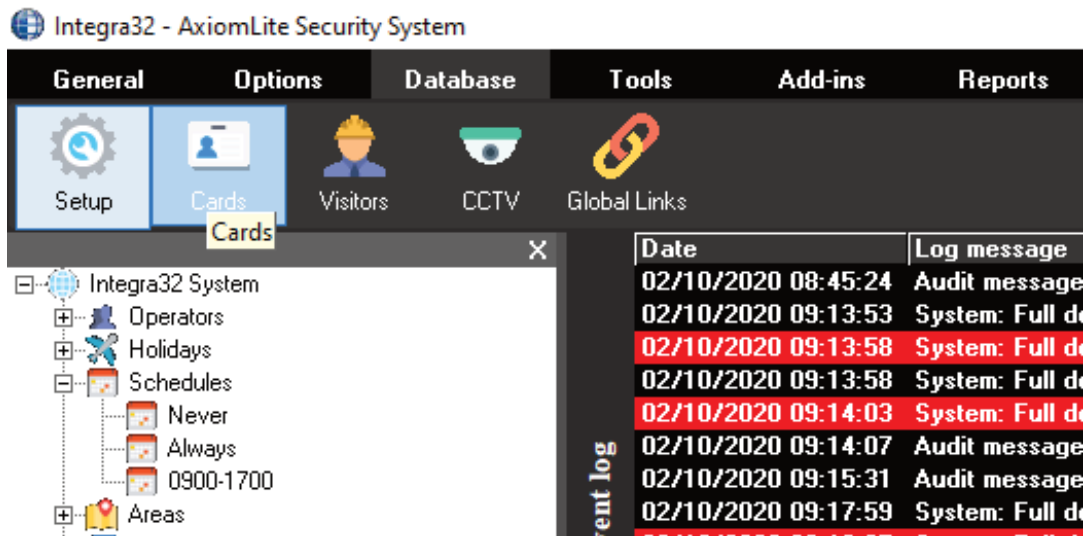 Integra32 - AxiomLite Security System
General Options Database Tools Add-ins Reports
Setup Cards Visitors CCTV Global Links
Cards
X
Integra32 System
Operators
Holidays
Schedules
Never
Always
0900-1700
Areas
vent log
Date Log message
02/10/2020 08:45:24 Audit message
02/10/2020 09:13:53 System: Full de
02/10/2020 09:13:58 System: Full de
02/10/2020 09:13:58 System: Full de
02/10/2020 09:14:03 System: Full de
02/10/2020 09:14:07 Audit message
02/10/2020 09:15:31 Audit message
02/10/2020 09:17:59 System: Full de